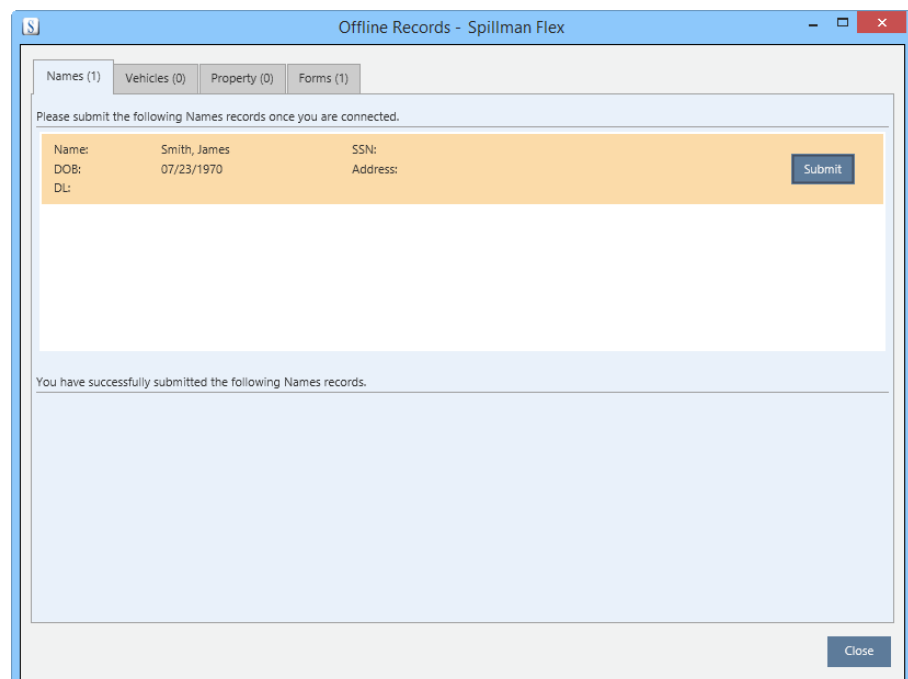 S
Offline Records - Spillman Flex
Names (1) Vehicles (0) Property (0) Forms (1)
Please submit the following Names records once you are connected.
Name: Smith, James SSN:
DOB: 07/23/1970 Address:
DL:
Submit
You have successfully submitted the following Names records.
Close